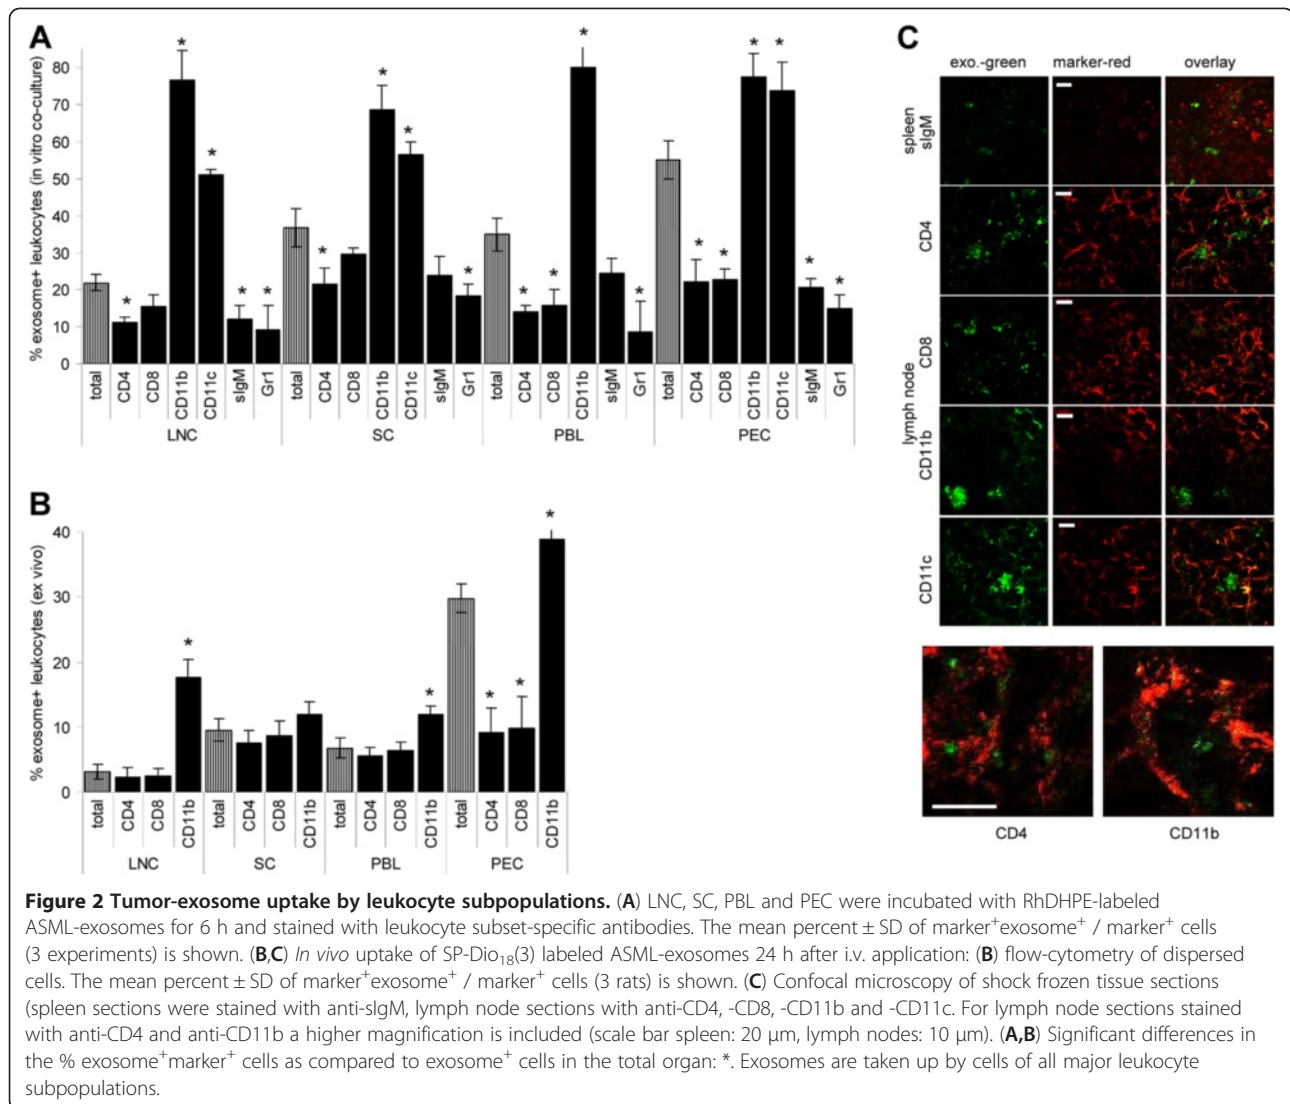 A
% exosome+ leukocytes (in vitro co-culture)
80
70
60
50
40
30
20
10
0
* * * * *
* * * *
* * * *
* * * * * *
total CD4 CD8 CD11b CD11c sIgM Gr1
total CD4 CD8 CD11b CD11c sIgM Gr1
total CD4 CD8 CD11b sIgM Gr1
total CD4 CD8 CD11b CD11c sIgM Gr1
LNC SC PBL PEC
B
% exosome+ leukocytes (ex vivo)
40
30
20
10
0
*
*
* * *
total CD4 CD8 CD11b
total CD4 CD8 CD11b
total CD4 CD8 CD11b
total CD4 CD8 CD11b
LNC SC PBL PEC
C
exo.-green marker-red overlay
spleen
sIgM
lymph node
CD4
CD8
CD11b
CD11c
CD4 CD11b
Figure 2 Tumor-exosome uptake by leukocyte subpopulations. (A) LNC, SC, PBL and PEC were incubated with RhDHPE-labeled
ASML-exosomes for 6 h and stained with leukocyte subset-specific antibodies. The mean percent ± SD of marker⁺exosome⁺ / marker⁺ cells
(3 experiments) is shown. (B,C) In vivo uptake of SP-Dio₁₈(3) labeled ASML-exosomes 24 h after i.v. application: (B) flow-cytometry of dispersed
cells. The mean percent ± SD of marker⁺exosome⁺ / marker⁺ cells (3 rats) is shown. (C) Confocal microscopy of shock frozen tissue sections
(spleen sections were stained with anti-sIgM, lymph node sections with anti-CD4, -CD8, -CD11b and -CD11c. For lymph node sections stained
with anti-CD4 and anti-CD11b a higher magnification is included (scale bar spleen: 20 μm, lymph nodes: 10 μm). (A,B) Significant differences in
the % exosome⁺marker⁺ cells as compared to exosome⁺ cells in the total organ: *. Exosomes are taken up by cells of all major leukocyte
subpopulations.